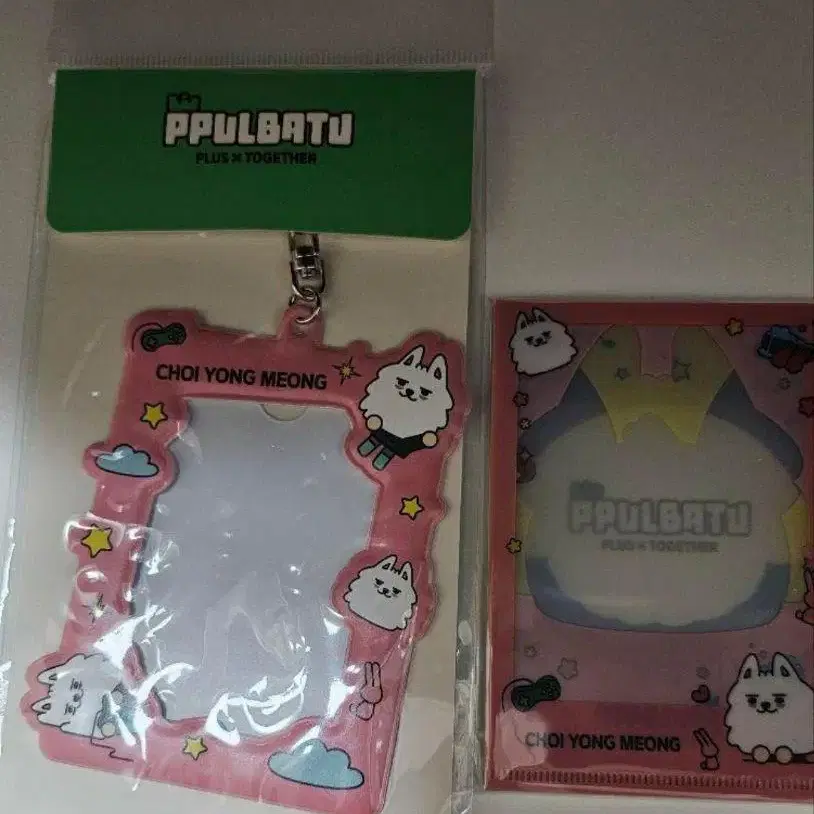 PPULBATU
PLUS × TOGETHER
CHOI YONG MEONG
PPULBATU
PLUS × TOGETHER
CHOI YONG MEONG